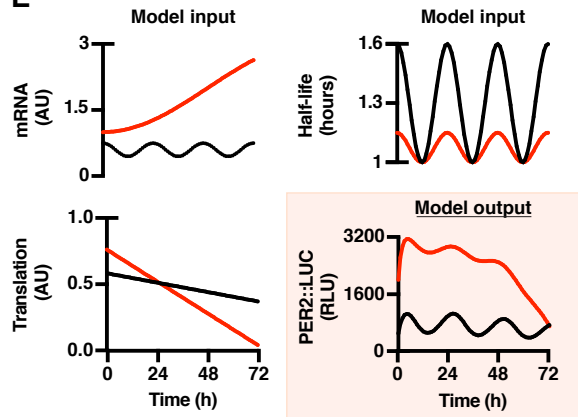 Model input
3
1.5
0
mRNA
(AU)
Model input
1.6
1.3
1
Half-life
(hours)
1.0
0.5
0.0
Translation
(AU)
0
24
48
72
Time (h)
Model output
3200
1600
0
PER2::LUC
(RLU)
0
24
48
72
Time (h)